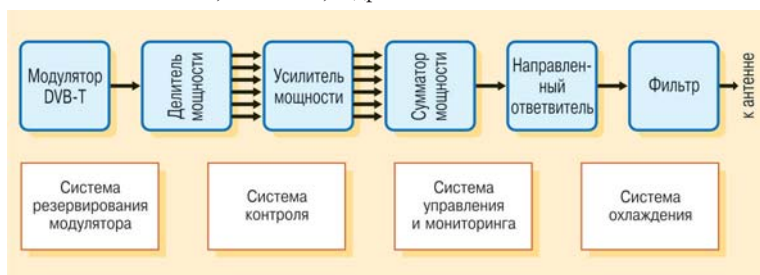 Модулятор
DVB-T
Делитель
мощности
Усилитель
мощности
Сумматор
мощности
Направлен-
ный
ответвитель
Фильтр
к антенне
Система
резервирования
модулятора
Система
контроля
Система
управления
и мониторинга
Система
охлаждения